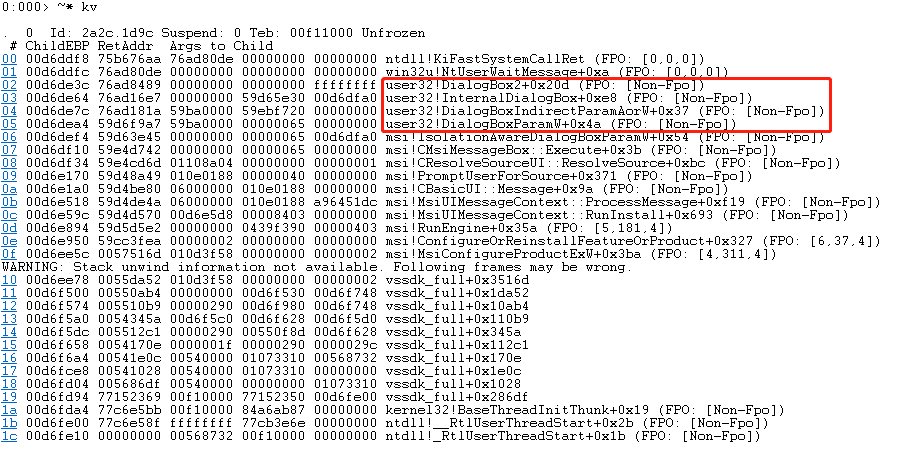 0:000> ~* kv
. 0 Id: 2a2c.1d9c Suspend: 0 Teb: 00f11000 Unfrozen
# ChildEBP RetAddr Args to Child
00 00d6ddf8 75b676aa 76ad80de 00000000 00000000 ntdll!KiFastSystemCallRet (FPO: [0,0,0])
01 00d6ddfc 76ad80de 00000000 00000000 00000000 win32u!NtUserWaitMessage+0xa (FPO: [0,0,0])
02 00d6de3c 76ad8489 00000000 00000000 ffffffff user32!DialogBox2+0x20d (FPO: [Non-Fpo])
03 00d6de64 76ad16e7 00000000 59d65e30 00d6dfa0 user32!InternalDialogBox+0xe8 (FPO: [Non-Fpo])
04 00d6de7c 76ad181a 59ba0000 59ebf720 00000000 user32!DialogBoxIndirectParamAorW+0x37 (FPO: [Non-Fpo])
05 00d6dea4 59d6f9a7 59ba0000 00000065 00000000 user32!DialogBoxParamW+0x4a (FPO: [Non-Fpo])
06 00d6def4 59d63e45 00000000 00000065 00d6dfa0 msi!IsolationAwareDialogBoxParamW+0x54 (FPO: [Non-Fpo])
07 00d6df10 59e4d742 00000000 00000065 00000000 msi!CMsiMessageBox::Execute+0x3b (FPO: [Non-Fpo])
08 00d6df34 59e4cd6d 01108a04 00000000 00000001 msi!CResolveSourceUI::ResolveSource+0xbc (FPO: [Non-Fpo])
09 00d6e170 59d48a49 010e0188 00000040 00000000 msi!PromptUserForSource+0x371 (FPO: [Non-Fpo])
0a 00d6e1a0 59d4be80 06000000 010e0188 00000000 msi!CBasicUI::Message+0x9a (FPO: [Non-Fpo])
0b 00d6e518 59d4de4a 06000000 010e0188 a96451dc msi!MsiUIMessageContext::ProcessMessage+0xf19 (FPO: [Non-Fpo])
0c 00d6e59c 59d4d570 00d6e5d8 00008403 00000000 msi!MsiUIMessageContext::RunInstall+0x693 (FPO: [Non-Fpo])
0d 00d6e894 59d5d5e2 00000000 0439f390 00000403 msi!RunEngine+0x35a (FPO: [5,181,4])
0e 00d6e950 59cc3fea 00000002 00000000 00000000 msi!ConfigureOrReinstallFeatureOrProduct+0x327 (FPO: [6,37,4])
0f 00d6ee5c 0057516d 010d3f58 00000000 00000002 msi!MsiConfigureProductExW+0x3ba (FPO: [4,311,4])
WARNING: Stack unwind information not available. Following frames may be wrong.
10 00d6ee78 0055da52 010d3f58 00000000 00000002 vssdk_full+0x3516d
11 00d6f500 00550ab4 00000000 00d6f530 00d6f748 vssdk_full+0x1da52
12 00d6f574 005510b9 00000290 00d6f980 00d6f748 vssdk_full+0x10ab4
13 00d6f5a0 0054345a 00d6f5c0 00d6f628 00d6f5d0 vssdk_full+0x110b9
14 00d6f5dc 005512c1 00000290 00550f8d 00d6f628 vssdk_full+0x345a
15 00d6f658 0054170e 0000001f 00000290 0000029c vssdk_full+0x112c1
16 00d6f6a4 00541e0c 00540000 01073310 00568732 vssdk_full+0x170e
17 00d6fce8 00541028 00540000 00000000 01073310 vssdk_full+0x1e0c
18 00d6fd04 005686df 00540000 00000000 01073310 vssdk_full+0x1028
19 00d6fd94 77152369 00f10000 77152350 00d6fe00 vssdk_full+0x286df
1a 00d6fda4 77c6e5bb 00f10000 84a6ab87 00000000 kernel32!BaseThreadInitThunk+0x19 (FPO: [Non-Fpo])
1b 00d6fe00 77c6e58f ffffffff 77cb3e6e 00000000 ntdll!__RtlUserThreadStart+0x2b (FPO: [Non-Fpo])
1c 00d6fe10 00000000 00568732 00f10000 00000000 ntdll!_RtlUserThreadStart+0x1b (FPO: [Non-Fpo])